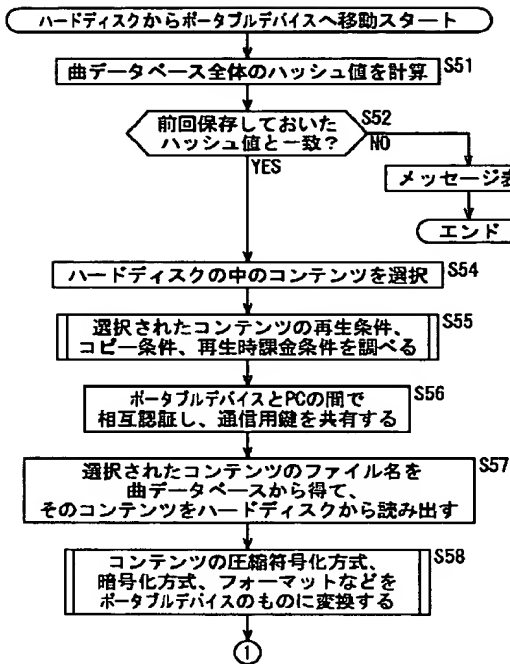 ハードディスクからポータブルデバイスへ移動スタート
曲データベース全体のハッシュ値を計算
S51
前回保存しておいた
ハッシュ値と一致?
S52
NO
YES
メッセージ表
エンド
ハードディスクの中のコンテンツを選択
S54
選択されたコンテンツの再生条件、
コピー条件、再生時課金条件を調べる
S55
ポータブルデバイスとPCの間で
相互認証し、通信用鍵を共有する
S56
選択されたコンテンツのファイル名を
曲データベースから得て、
そのコンテンツをハードディスクから読み出す
S57
コンテンツの圧縮符号化方式、
暗号化方式、フォーマットなどを
ポータブルデバイスのものに変換する
S58
1